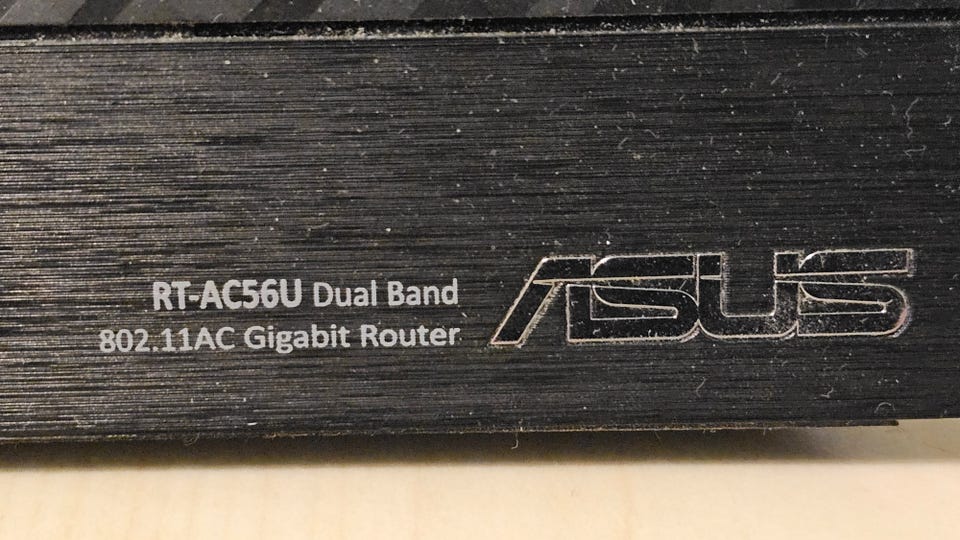 RT-AC56U Dual Band
802.11AC Gigabit Router
ASUS